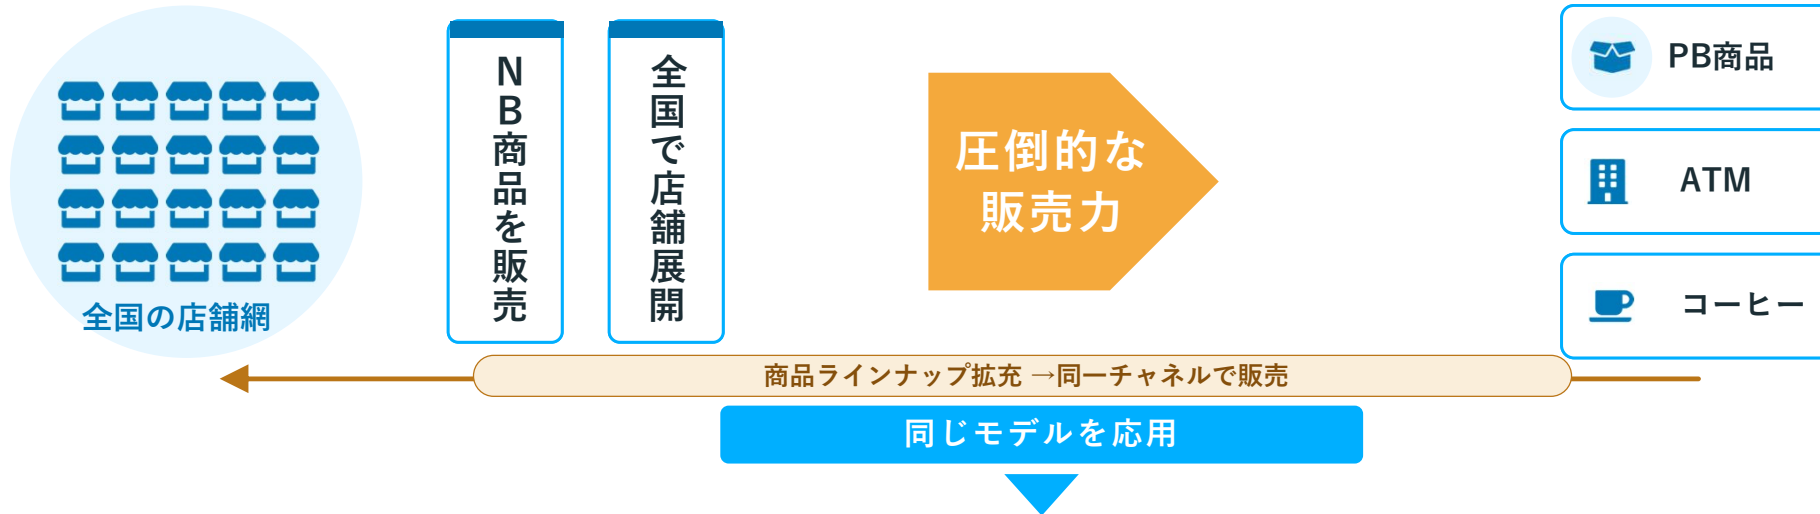 全国の店舗網
NB商品を販売
全国で店舗展開
圧倒的な
販売力
PB商品
ATM
コーヒー
商品ラインナップ拡充 →同一チャネルで販売
同じモデルを応用